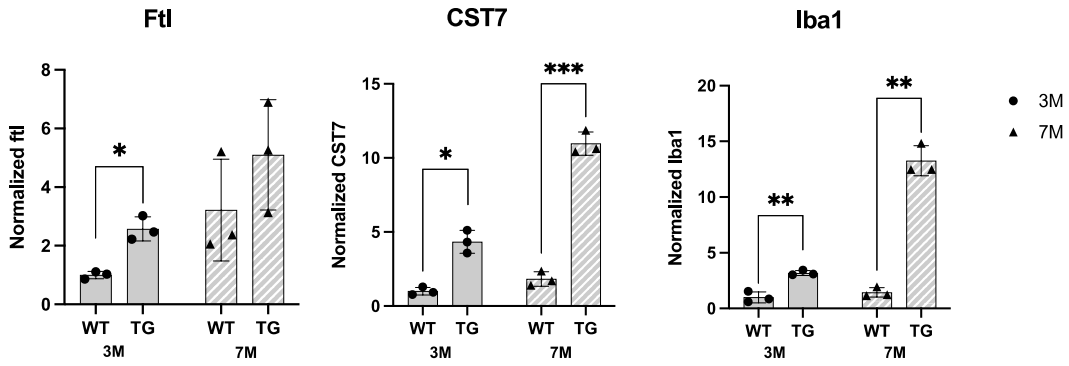 Ftl
Normalized ftl
8
6
4
2
0
*
WT
TG
WT
TG
3M
7M
CST7
Normalized CST7
15
10
5
0
*
***
WT
TG
WT
TG
3M
7M
Iba1
Normalized Iba1
20
15
10
5
0
**
**
WT
TG
WT
TG
3M
7M
3M
7M